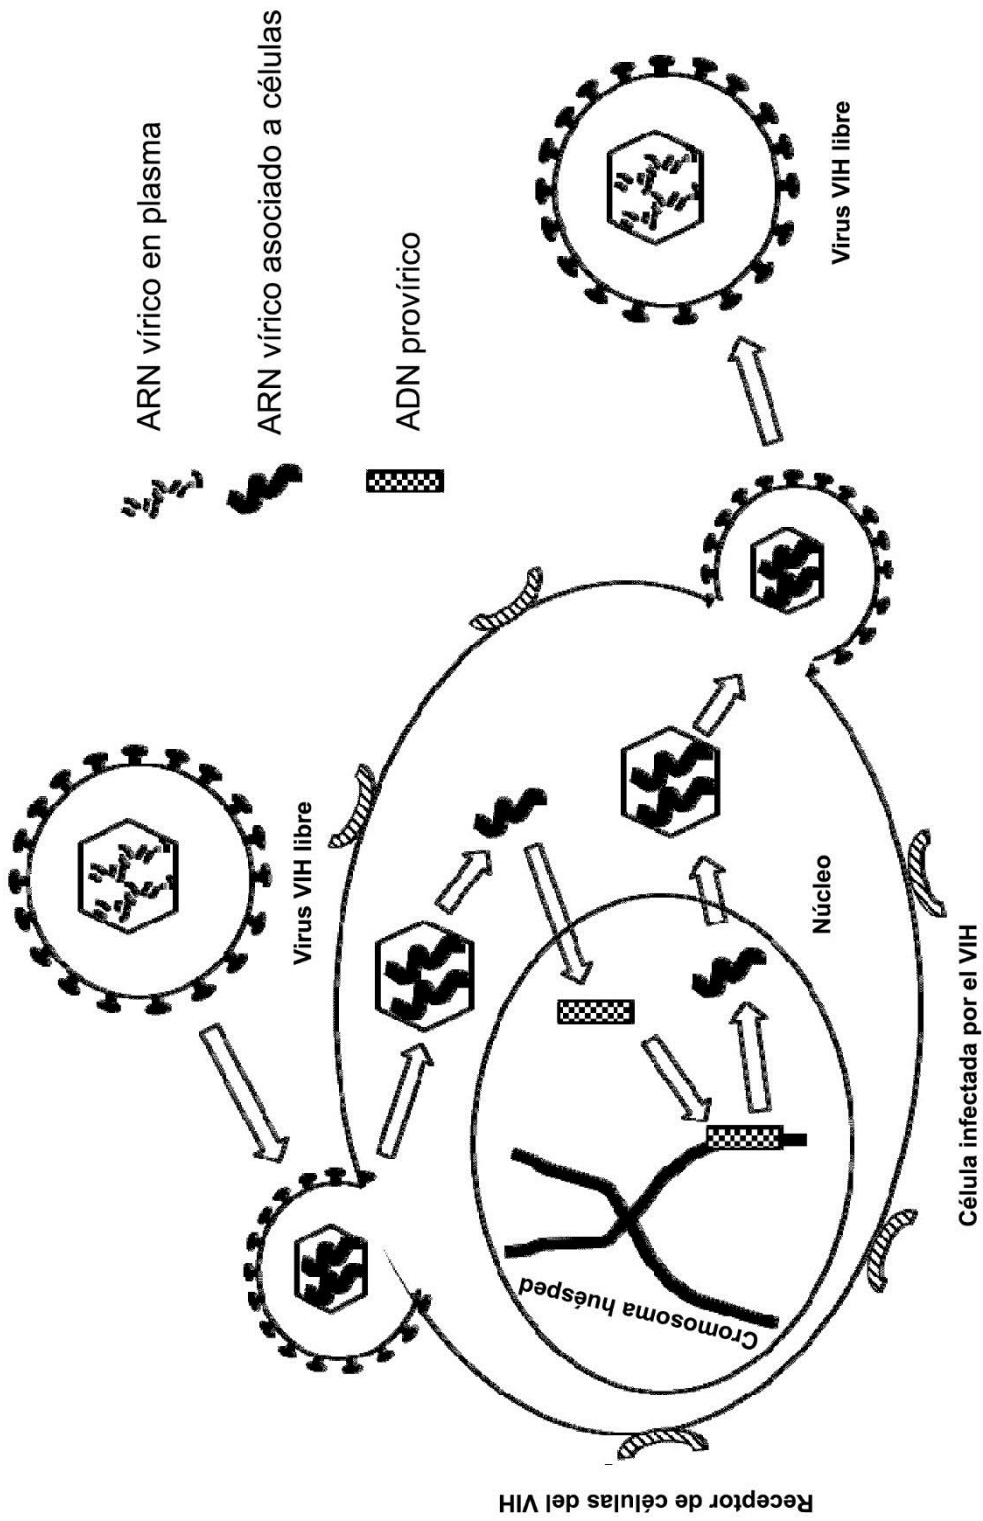 ARN vírico en plasma
ARN vírico asociado a células
ADN provírico
Virus VIH libre
Virus VIH libre
Núcleo
Cromosoma huésped
Célula infectada por el VIH
Receptor de células del VIH